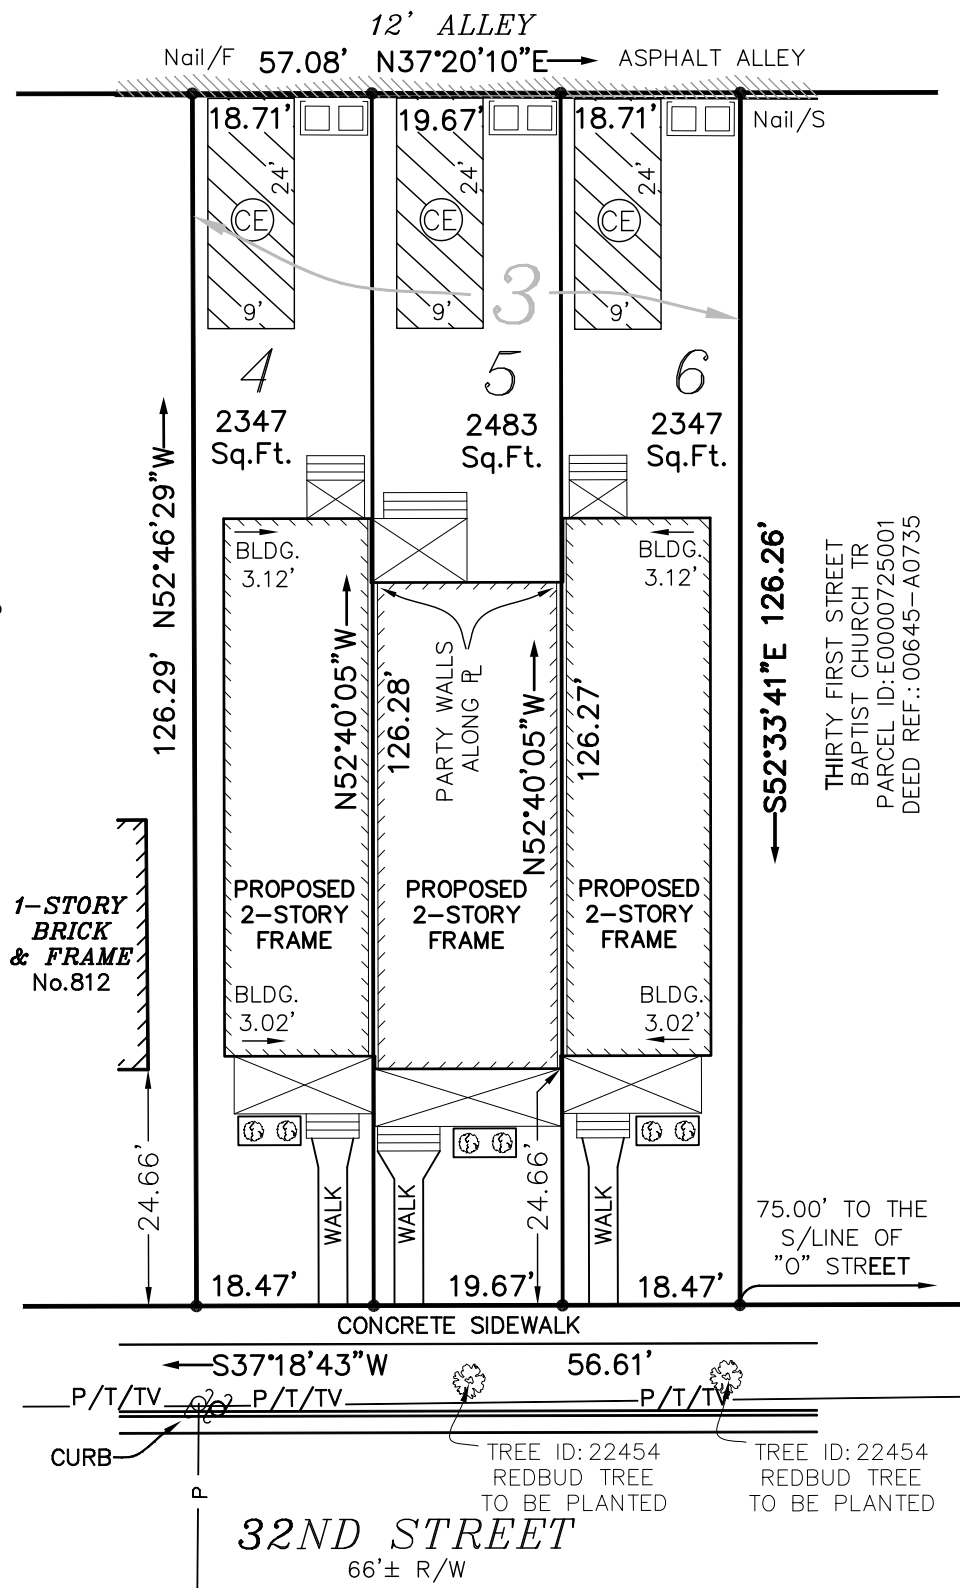 12' ALLEY
Nail/F 57.08' N37°20'10"E ASPHALT ALLEY
18.71' 19.67' 18.71' Nail/S
24' 24' 24'
CE CE CE
3
9' 9'
4 5 6
2347
Sq.Ft.
2483
Sq.Ft.
2347
Sq.Ft.
126.29' N52°46'29"W
BLDG.
3.12'
BLDG.
3.12'
N52°40'05"W
126.28'
PARTY WALLS
ALONG PL
N52°40'05"W
126.27'
S52°33'41"E 126.26'
THIRTY FIRST STREET
BAPTIST CHURCH TR
PARCEL ID: E0000725001
DEED REF.: 00645-A0735
1-STORY
BRICK
& FRAME
No.812
PROPOSED
2-STORY
FRAME
PROPOSED
2-STORY
FRAME
PROPOSED
2-STORY
FRAME
BLDG.
3.02'
BLDG.
3.02'
24.66'
WALK
WALK
24.66'
WALK
75.00' TO THE
S/LINE OF
"O" STREET
18.47' 19.67' 18.47'
CONCRETE SIDEWALK
S37°18'43"W 56.61'
P/T/TV P/T/TV P/T/TV
CURB
P
TREE ID: 22454
REDBUD TREE
TO BE PLANTED
TREE ID: 22454
REDBUD TREE
TO BE PLANTED
32ND STREET
66'± R/W